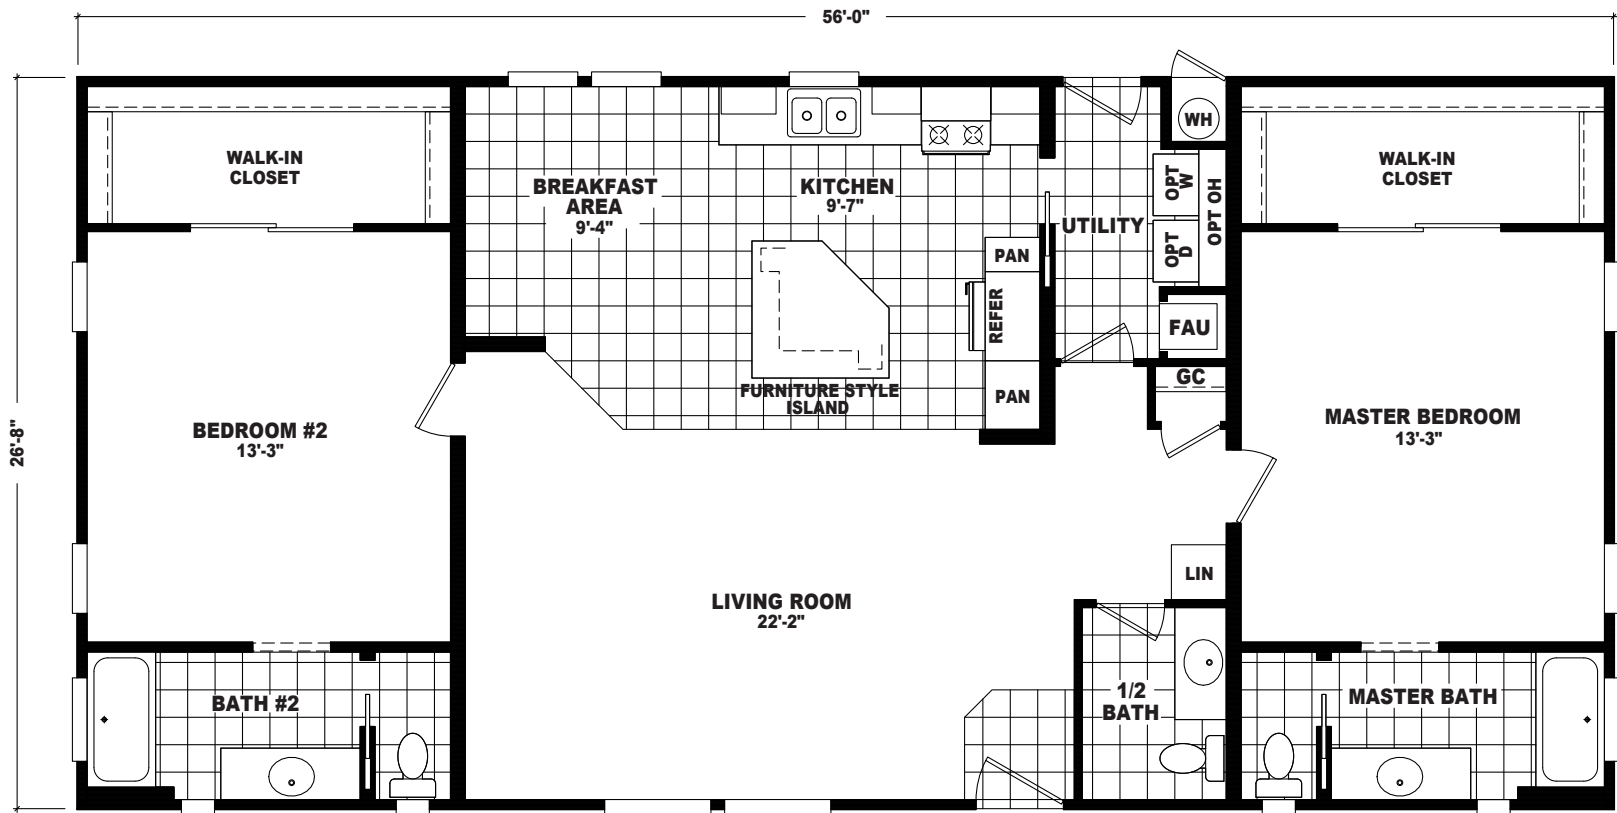 56'-0"
26'-8"
WALK-IN
CLOSET
BREAKFAST
AREA
9'-4"
KITCHEN
9'-7"
WH
WALK-IN
CLOSET
OPT
W
OPT OH
OPT
D
UTILITY
PAN
REFER
PAN
FAU
GC
FURNITURE STYLE
ISLAND
BEDROOM #2
13'-3"
MASTER BEDROOM
13'-3"
LIN
LIVING ROOM
22'-2"
BATH #2
1/2
BATH
MASTER BATH